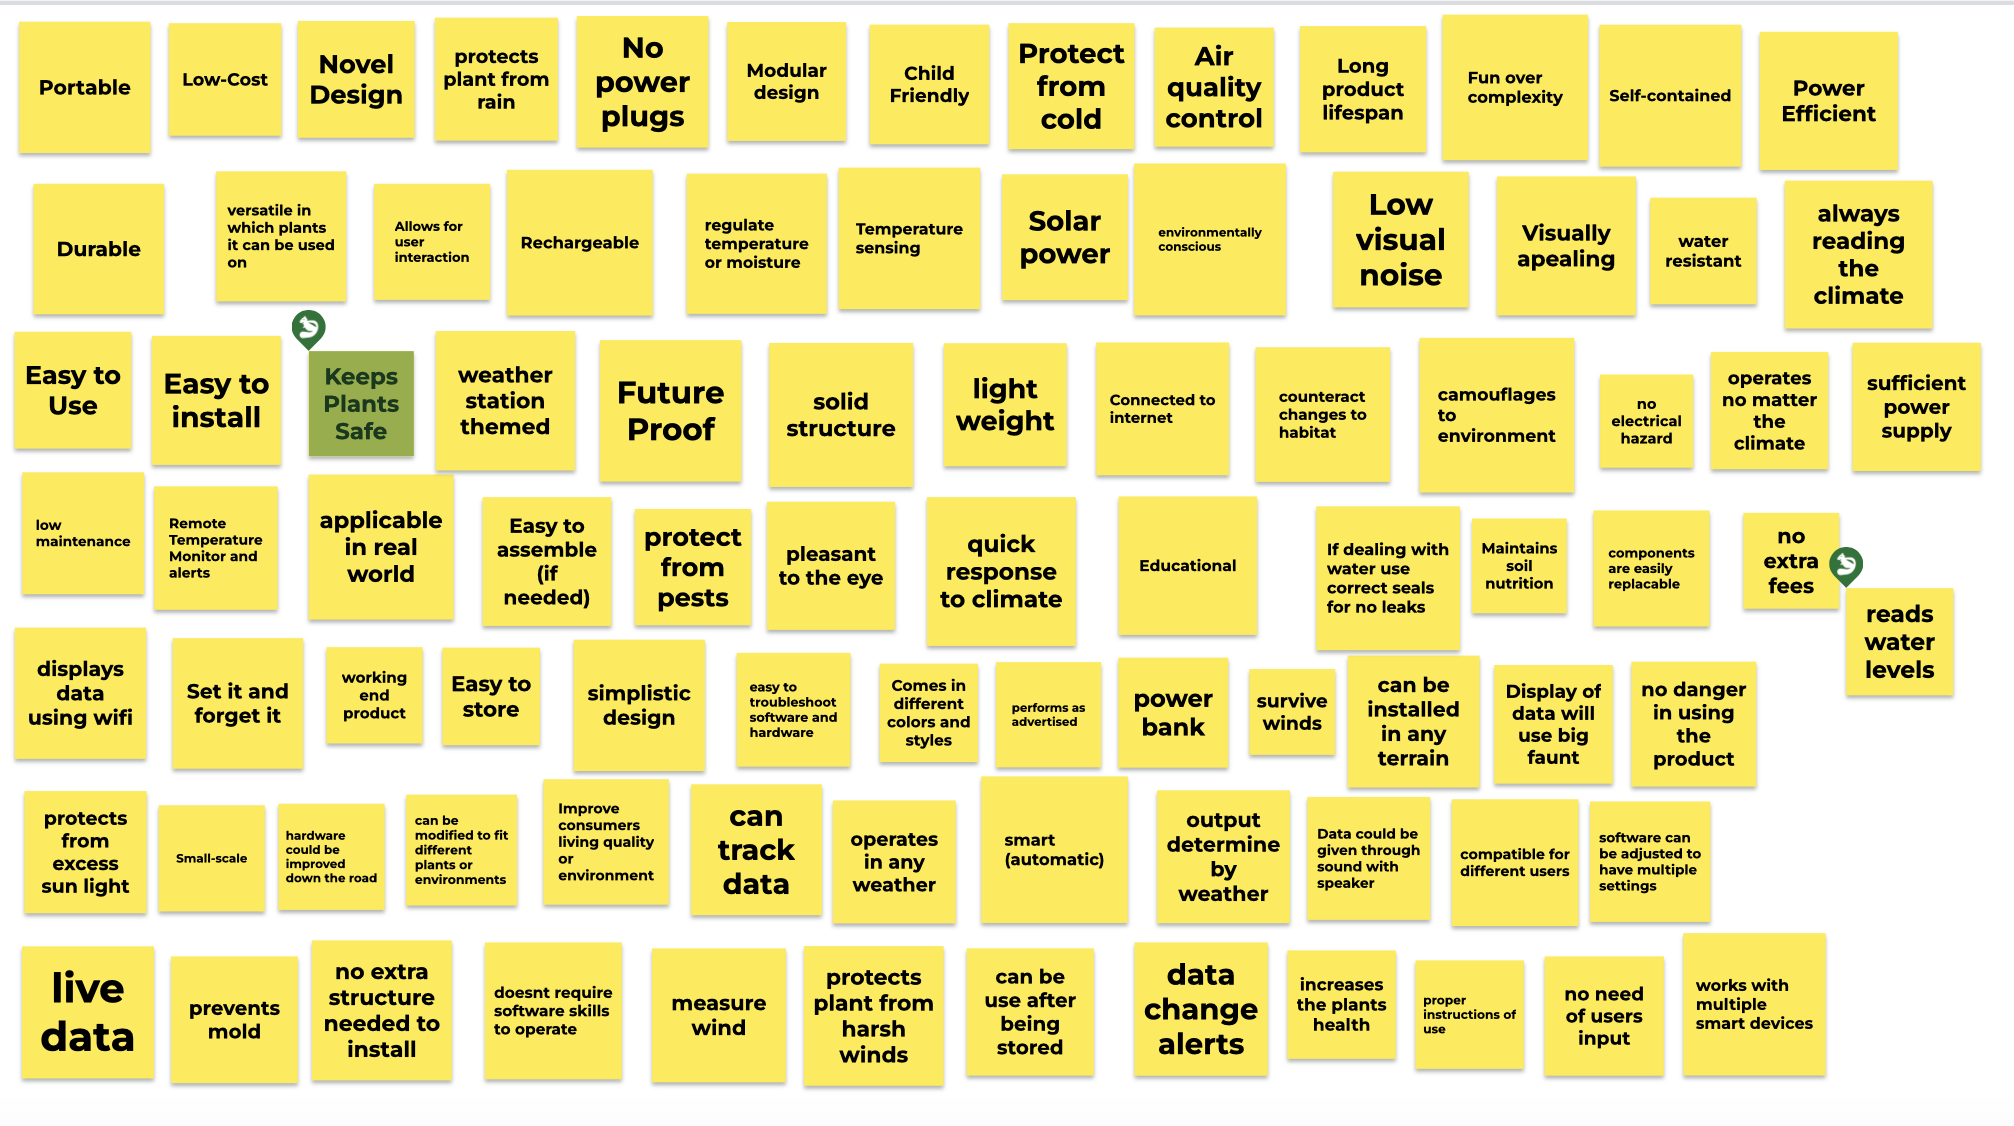 Portable
Low-Cost
Novel
Design
protects
plant from
rain
No
power
plugs
Modular
design
Child
Friendly
Protect
from
cold
Air
quality
control
Long
product
lifespan
Fun over
complexity
Self-contained
Power
Efficient
Durable
versatile in
which plants
it can be used
on
Allows for
user
interaction
Rechargeable
regulate
temperature
or moisture
Temperature
sensing
Solar
power
environmentally
conscious
Low
visual
noise
Visually
apealing
water
resistant
always
reading
the
climate
Easy to
Use
Easy to
install
Keeps
Plants
Safe
weather
station
themed
Future
Proof
solid
structure
light
weight
Connected to
internet
counteract
changes to
habitat
camouflages
to
environment
no
electrical
hazard
operates
no matter
the
climate
sufficient
power
supply
low
maintenance
Remote
Temperature
Monitor and
alerts
applicable
in real
world
Easy to
assemble
(if
needed)
protect
from
pests
pleasant
to the eye
quick
response
to climate
Educational
If dealing with
water use
correct seals
for no leaks
Maintains
soil
nutrition
components
are easily
replacable
no
extra
fees
reads
water
levels
displays
data
using wifi
Set it and
forget it
working
end
product
Easy to
store
simplistic
design
easy to
troubleshoot
software and
hardware
Comes in
different
colors and
styles
performs as
advertised
power
bank
survive
winds
can be
installed
in any
terrain
Display of
data will
use big
faunt
no danger
in using
the
product
protects
from
excess
sun light
Small-scale
hardware
could be
improved
down the road
can be
modified to fit
different
plants or
environments
Improve
consumers
living quality
or
environment
can
track
data
operates
in any
weather
smart
(automatic)
output
determine
by
weather
Data could be
given through
sound with
speaker
compatible for
different users
software can
be adjusted to
have multiple
settings
live
data
prevents
mold
no extra
structure
needed to
install
doesnt require
software skills
to operate
measure
wind
protects
plant from
harsh
winds
can be
use after
being
stored
data
change
alerts
increases
the plants
health
proper
instructions of
use
no need
of users
input
works with
multiple
smart devices